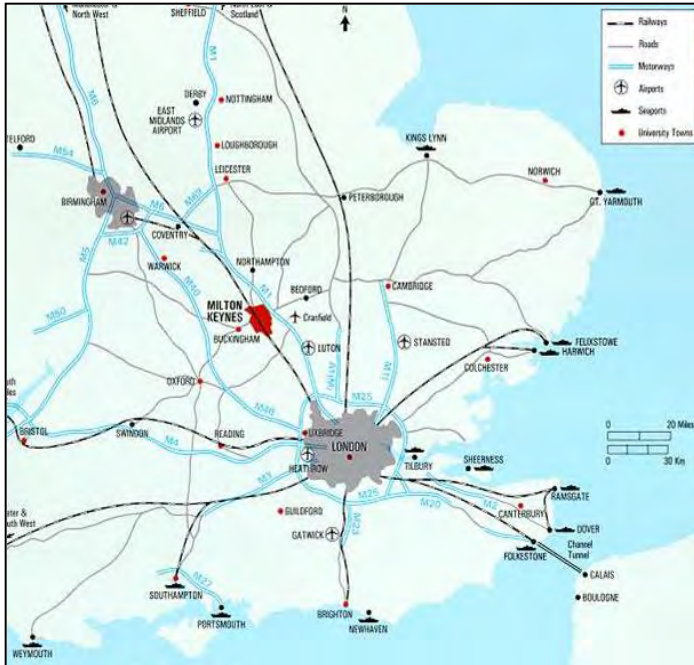 North West
SHEFFIELD
Scotland
N
M1
M6
DERBY
NOTTINGHAM
EAST
MIDLANDS
AIRPORT
TELFORD
M54
LOUGHBOROUGH
LEICESTER
KINGS LYNN
NORWICH
GT. YARMOUTH
PETERBOROUGH
BIRMINGHAM
M69
M6
M42
COVENTRY
M5
WARWICK
M40
NORTHAMPTON
BEDFORD
CAMBRIDGE
M1
MILTON
KEYNES
Cranfield
M50
BUCKINGHAM
LUTON
A1(M)
STANSTED
M11
FELIXSTOWE
HARWICH
COLCHESTER
OXFORD
M25
M40
BRISTOL
SWINDON
READING
M4
UXBRIDGE
LONDON
HEATHROW
TILBURY
SHEERNESS
M3
M25
M20
M2
RAMSGATE
CANTERBURY
DOVER
GUILDFORD
GATWICK
M23
FOLKESTONE
Channel
Tunnel
CALAIS
BOULOGNE
SOUTHAMPTON
M27
PORTSMOUTH
BRIGHTON
NEWHAVEN
South West
WEYMOUTH
Railways
Roads
Motorways
Airports
Seaports
University Towns
0 20 Miles
0 30 Km